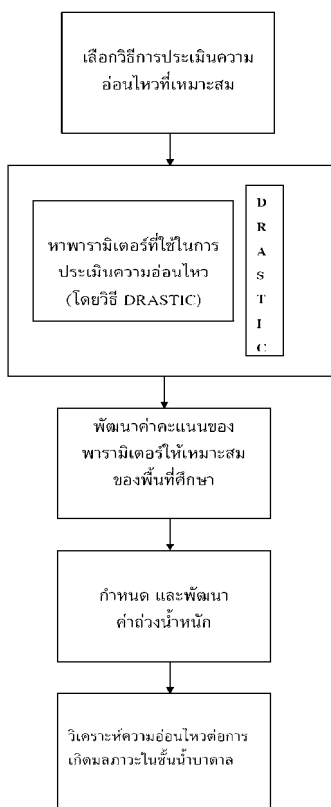 เลือกวิธีการประเมินความ
อ่อนไหวที่เหมาะสม
หาพารามิเตอร์ที่ใช้ในการ
ประเมินความอ่อนไหว
(โดยวิธี DRASTIC)
D
R
A
S
T
I
C
พัฒนาค่าคะแนนของ
พารามิเตอร์ให้เหมาะสม
ของพื้นที่ศึกษา
กำหนด และพัฒนา
ค่าถ่วงน้ำหนัก
วิเคราะห์ความอ่อนไหวต่อการ
เกิดมลภาวะในชั้นน้ำบาดาล